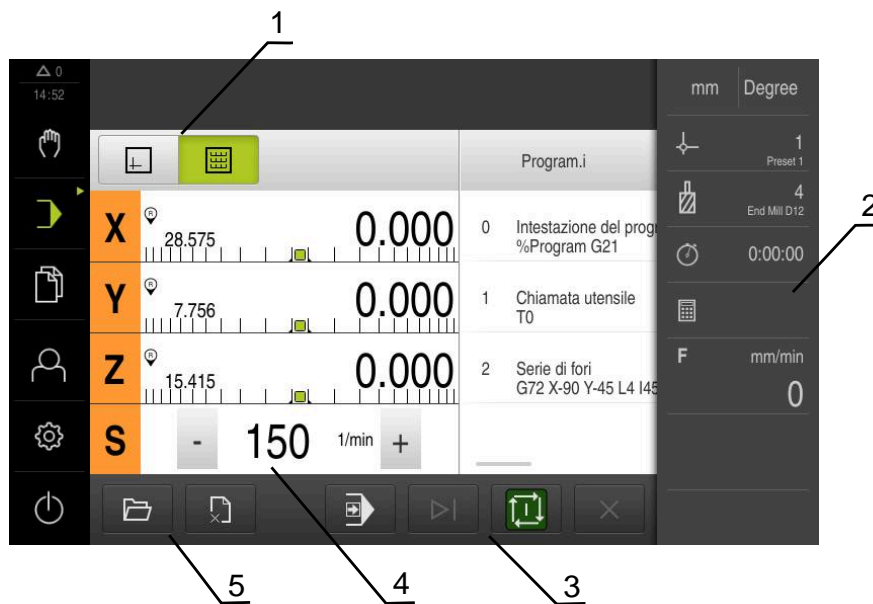 1
0
14:52
mm Degree
1
Preset 1
4
End Mill D12
2
0:00:00
F mm/min
0
Program.i
X R 28.575 0.000
Y R 7.756 0.000
Z R 15.415 0.000
S - 150 1/min +
0 Intestazione del progr
%Program G21
1 Chiamata utensile
T0
2 Serie di fori
G72 X-90 Y-45 L4 I45
5 4 3